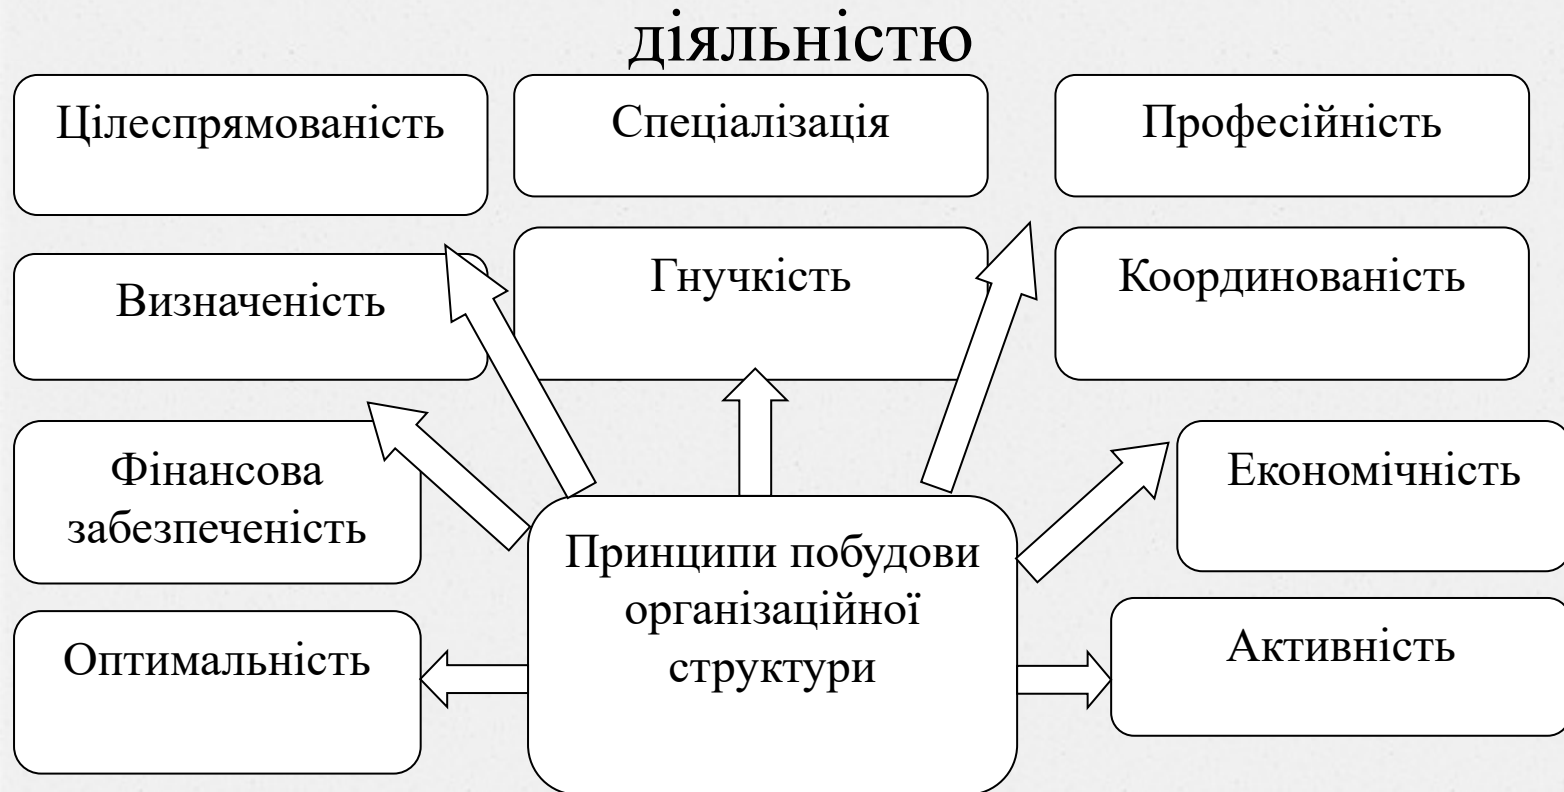 діяльністю
Цілеспрямованість
Спеціалізація
Професійність
Визначеність
Гнучкість
Координованість
Фінансова
забезпеченість
Економічність
Принципи побудови
організаційної
структури
Оптимальність
Активність